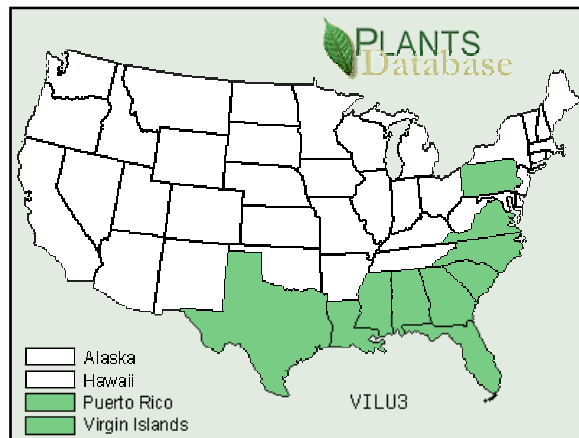 PLANTS
Database
Alaska
Hawaii
Puerto Rico
Virgin Islands
VILU3